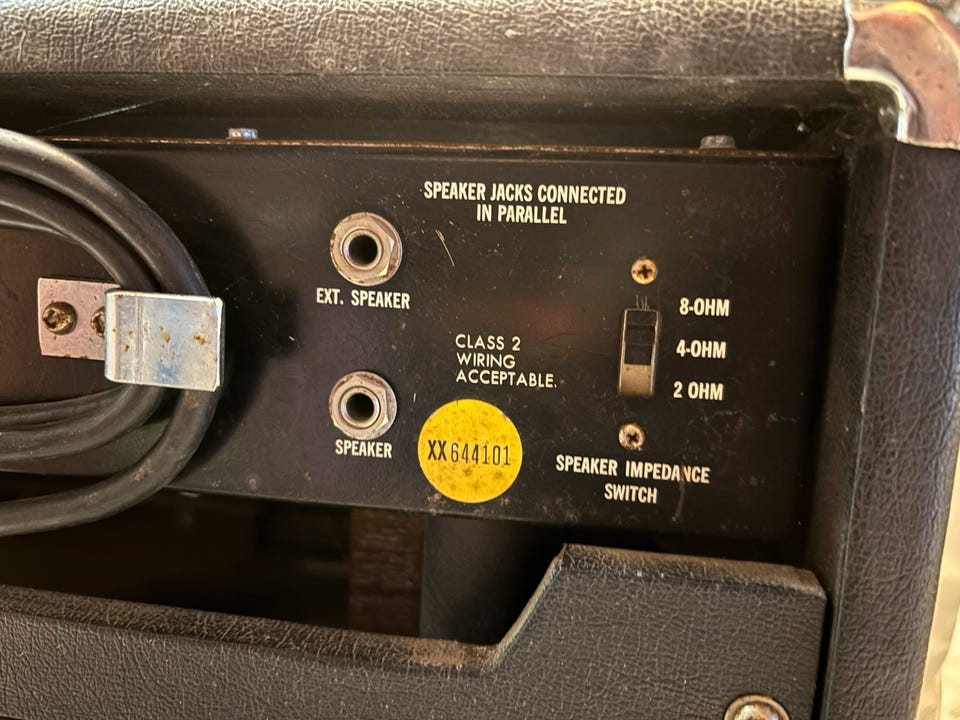 SPEAKER JACKS CONNECTED
IN PARALLEL
EXT. SPEAKER
8-OHM
4-OHM
2 OHM
CLASS 2
WIRING
ACCEPTABLE.
SPEAKER
XX644101
SPEAKER IMPEDANCE
SWITCH